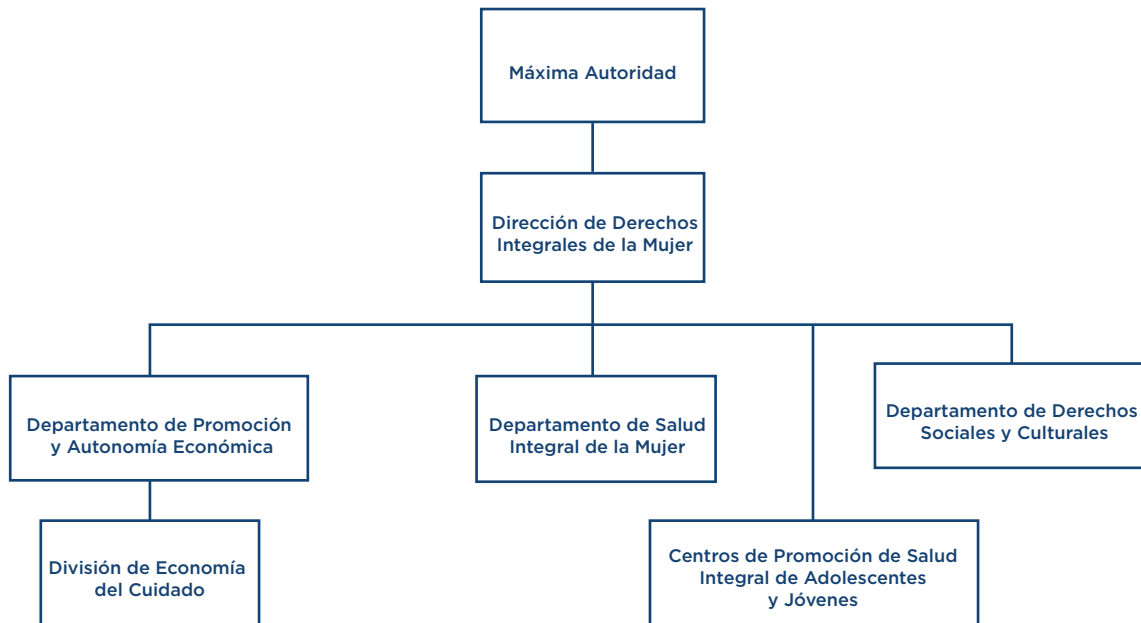 Máxima Autoridad
Dirección de Derechos
Integrales de la Mujer
Departamento de Promoción
y Autonomía Económica
Departamento de Salud
Integral de la Mujer
Departamento de Derechos
Sociales y Culturales
División de Economía
del Cuidado
Centros de Promoción de Salud
Integral de Adolescentes
y Jóvenes